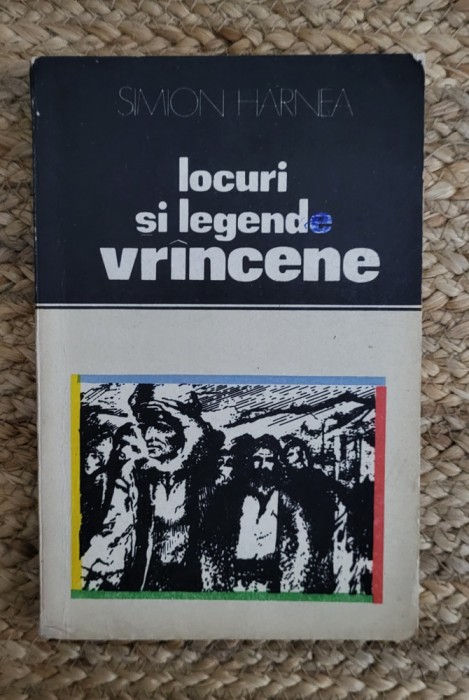 SIMION HÂRNEA
locuri
si legende
vrîncene